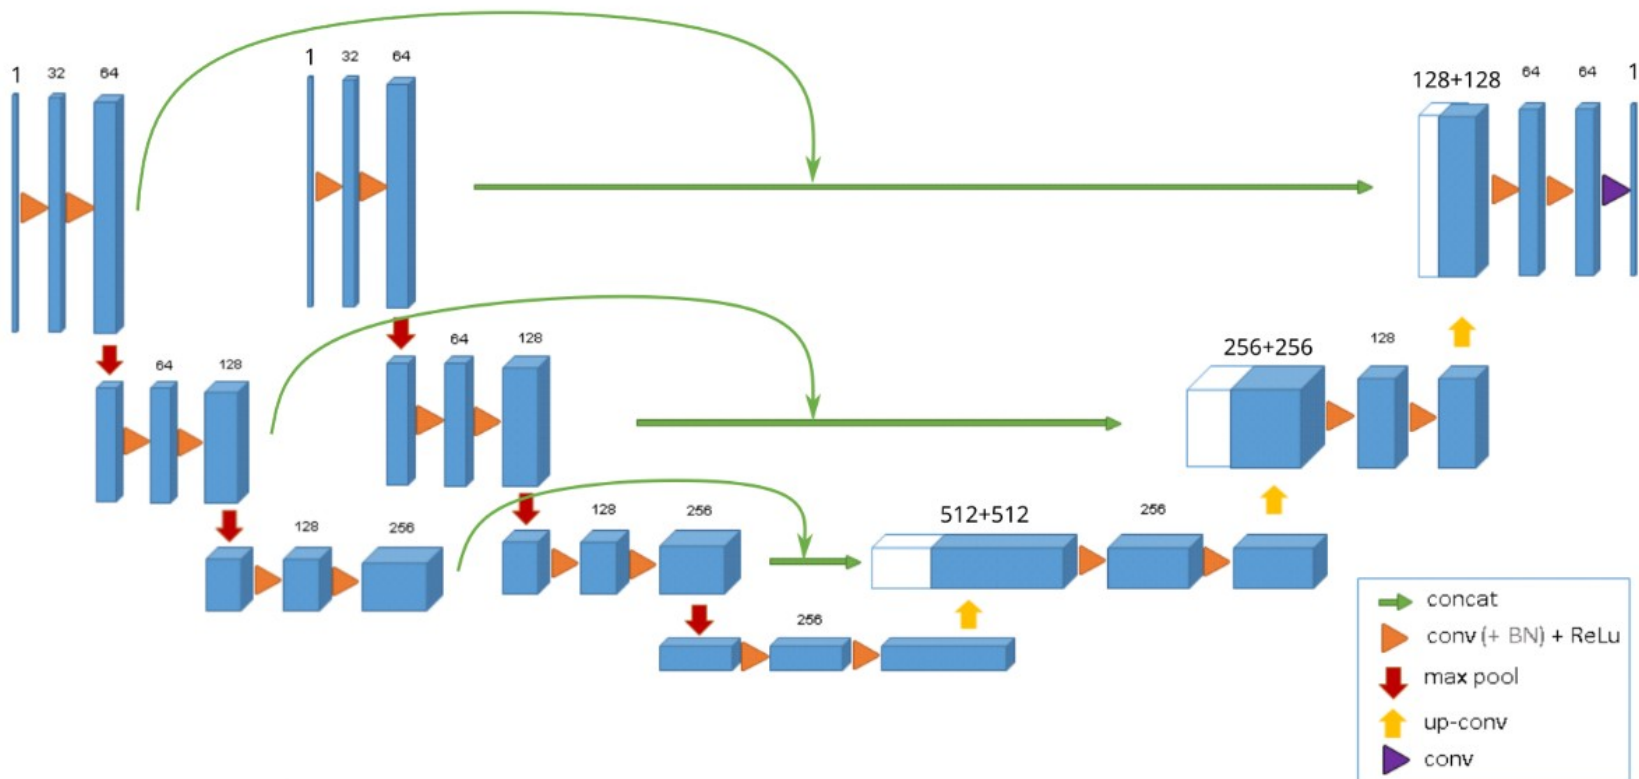 1 32 64
1 32 64
128+128 64 64 1
64 128
64 128
256+256 128
128 256
128 256
512+512 256
256
concat
conv (+ BN) + ReLu
max pool
up-conv
conv